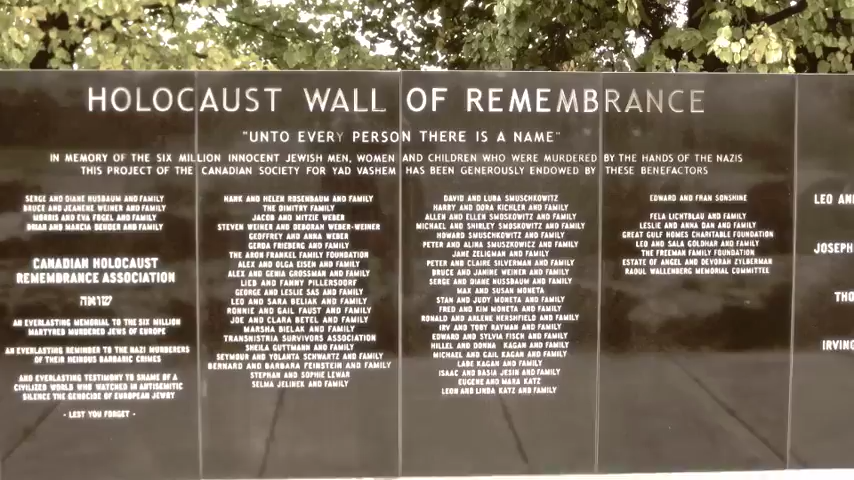 HOLOCAUST WALL OF REMEMBRANCE
"UNTO EVERY PERSON THERE IS A NAME"
IN MEMORY OF THE SIX MILLION INNOCENT JEWISH MEN, WOMEN AND CHILDREN WHO WERE MURDERED BY THE HANDS OF THE NAZIS
THIS PROJECT OF THE CANADIAN SOCIETY FOR YAD VASHEM HAS BEEN GENEROUSLY ENDOWED BY THESE BENEFACTORS
SERGE AND DIANE NUSBAUM AND FAMILY
BRUCE AND JEANENE WEINER AND FAMILY
MORRIS AND EVA FOGEL AND FAMILY
BRIAN AND MARCIA BENDER AND FAMILY
CANADIAN HOLOCAUST
REMEMBRANCE ASSOCIATION
שואה
AN EVERLASTING MEMORIAL TO THE SIX MILLION
MARTYRED MURDERED JEWS OF EUROPE
AN EVERLASTING REMINDER TO THE NAZI MURDERERS
OF THEIR HEINOUS BARBARIC CRIMES
AND EVERLASTING TESTIMONY TO SHAME OF A
CIVILIZED WORLD WHO WATCHED IN ANTISEMITIC
SILENCE THE GENOCIDE OF EUROPEAN JEWRY
- LEST YOU FORGET -
HANK AND HELEN ROSENBAUM AND FAMILY
THE DIMITRY FAMILY
JACOB AND MITZIE WEBER
STEVEN WEINER AND DEBORAH WEBER-WEINER
GEOFFREY AND ANNA WEBER
GERDA FRIEBERG AND FAMILY
THE ARON FRANKEL FAMILY FOUNDATION
ALEX AND OLGA EISEN AND FAMILY
ALEX AND GENIA GROSSMAN AND FAMILY
LIEB AND FANNY PILLERSDORF
GEORGE AND LESLIE SAS AND FAMILY
LEO AND SARA BELIAK AND FAMILY
RONNIE AND GAIL FAUST AND FAMILY
JOE AND CLARA BETEL AND FAMILY
MARSHA BIELAK AND FAMILY
TRANSNISTRIA SURVIVORS ASSOCIATION
SHEILA GUTTMANN AND FAMILY
SEYMOUR AND YOLANTA SCHWARTZ AND FAMILY
BERNARD AND BARBARA FEINSTEIN AND FAMILY
STEPHAN AND SOPHIE LEWAR
SELMA JELINEK AND FAMILY
DAVID AND LUBA SMUSCHKOWITZ
HARRY AND DORA KICHLER AND FAMILY
ALLEN AND ELLEN SMOSKOWITZ AND FAMILY
MICHAEL AND SHIRLEY SMOSKOWITZ AND FAMILY
HOWARD SMUSCHKOWITZ AND FAMILY
PETER AND ALINA SMUSZKOWICZ AND FAMILY
JANE ZELIGMAN AND FAMILY
PETER AND CLAIRE SILVERMAN AND FAMILY
BRUCE AND JANINE WEINER AND FAMILY
SERGE AND DIANE NUSSBAUM AND FAMILY
MAX AND SUSAN MONETA
STAN AND JUDY MONETA AND FAMILY
FRED AND KIM MONETA AND FAMILY
RONALD AND ARLENE HERSHFIELD AND FAMILY
IRV AND TOBY RAYMAN AND FAMILY
EDWARD AND SYLVIA FISCH AND FAMILY
HILLEL AND DONNA KAGAN AND FAMILY
MICHAEL AND GAIL KAGAN AND FAMILY
LABE KAGAN AND FAMILY
ISAAC AND BASIA JESIN AND FAMILY
EUGENE AND MARA KATZ
LEON AND LINDA KATZ AND FAMILY
EDWARD AND FRAN SONSHINE
FELA LICHTBLAU AND FAMILY
LESLIE AND ANNA DAN AND FAMILY
GREAT GULF HOMES CHARITABLE FOUNDATION
LEO AND SALA GOLDHAR AND FAMILY
THE FREEMAN FAMILY FOUNDATION
ESTATE OF ANGEL AND DEVORAH ZYLBERMAN
RAOUL WALLENBERG MEMORIAL COMMITTEE
LEO AN
JOSEPH
THO
IRVING